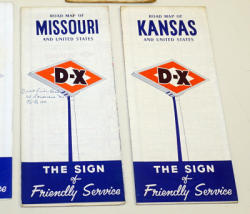 ROAD MAP OF
MISSOURI
AND UNITED STATES
D-X
THE SIGN
of
Friendly Service
ROAD MAP OF
KANSAS
AND UNITED STATES
D-X
THE SIGN
of
Friendly Service